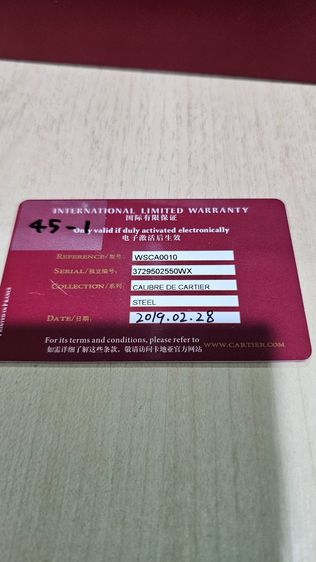 45-1
INTERNATIONAL LIMITED WARRANTY
国际有限保证
Only valid if duly activated electronically
电子激活后生效
REFERENCE/型号: WSCA0010
SERIAL/独立编号: 3729502550WX
COLLECTION/系列: CALIBRE DE CARTIER
STEEL
DATE/日期: 2019.02.28
For its terms and conditions, please refer to
如需详细了解这些条款，敬请访问卡地亚官方网站 WWW.CARTIER.COM
PRINTED IN FRANCE